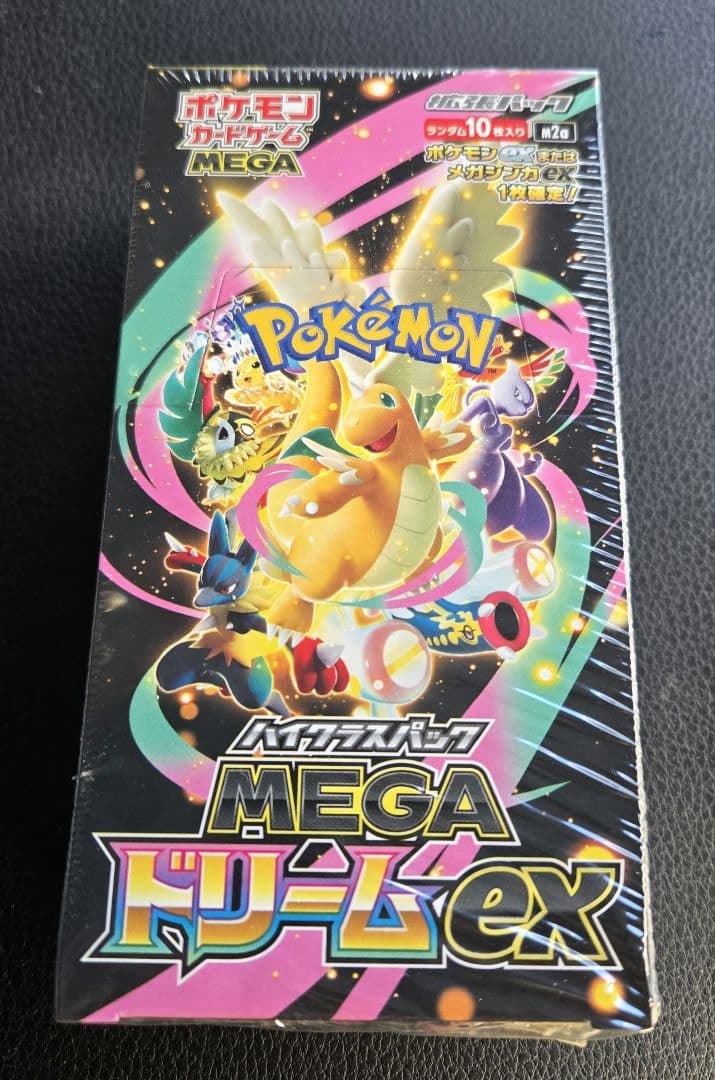 ポケモン
カードゲーム
MEGA
拡張パック
ランダム10枚入り M2a
ポケモンexまたは
メガシンカex
1枚確定!
POKéMON
TM
ハイクラスパック
MEGA
ドリームex